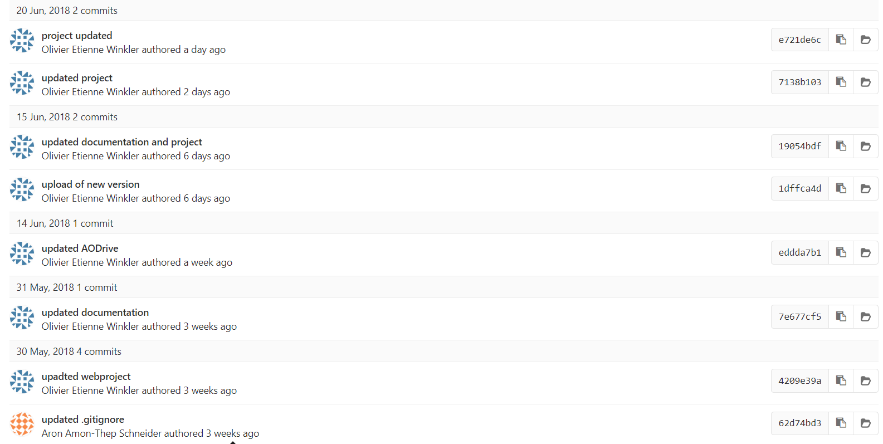 20 Jun, 2018 2 commits
project updated
Olivier Etienne Winkler authored a day ago
e721de6c
updated project
Olivier Etienne Winkler authored 2 days ago
7138b103
15 Jun, 2018 2 commits
updated documentation and project
Olivier Etienne Winkler authored 6 days ago
19054bdf
upload of new version
Olivier Etienne Winkler authored 6 days ago
1dffca4d
14 Jun, 2018 1 commit
updated AODrive
Olivier Etienne Winkler authored a week ago
eddda7b1
31 May, 2018 1 commit
updated documentation
Olivier Etienne Winkler authored 3 weeks ago
7e677cf5
30 May, 2018 4 commits
upadted webproject
Olivier Etienne Winkler authored 3 weeks ago
4209e39a
updated .gitignore
Aron Amon-Thep Schneider authored 3 weeks ago
62d74bd3